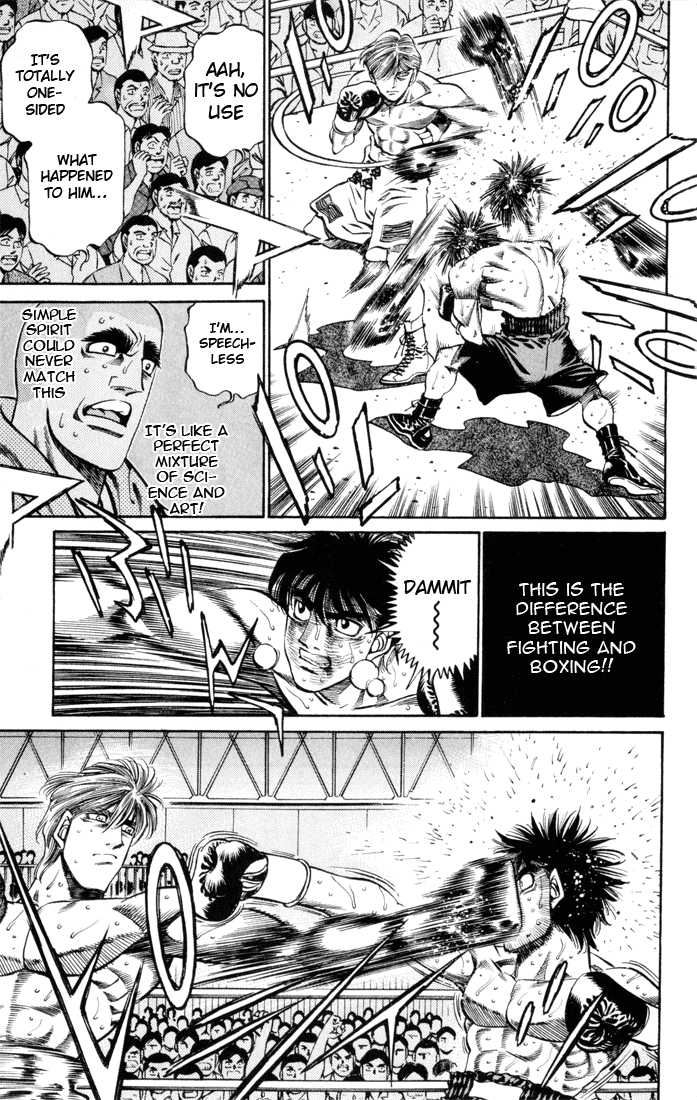 AAH,
IT'S NO
USE
IT'S
TOTALLY
ONE-
SIDED
WHAT
HAPPENED
TO HIM...
I'M...
SPEECH-
LESS
SIMPLE
SPIRIT
COULD
NEVER
MATCH
THIS
IT'S LIKE A
PERFECT
MIXTURE
OF SCI-
ENCE AND
ART!
THIS IS THE
DIFFERENCE
BETWEEN
FIGHTING AND
BOXING!!
DAMMIT